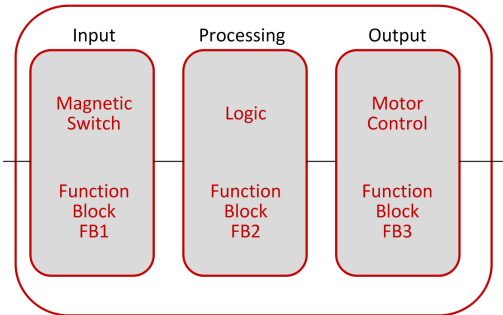 Input
Magnetic
Switch
Function
Block
FB1
Processing
Logic
Function
Block
FB2
Output
Motor
Control
Function
Block
FB3